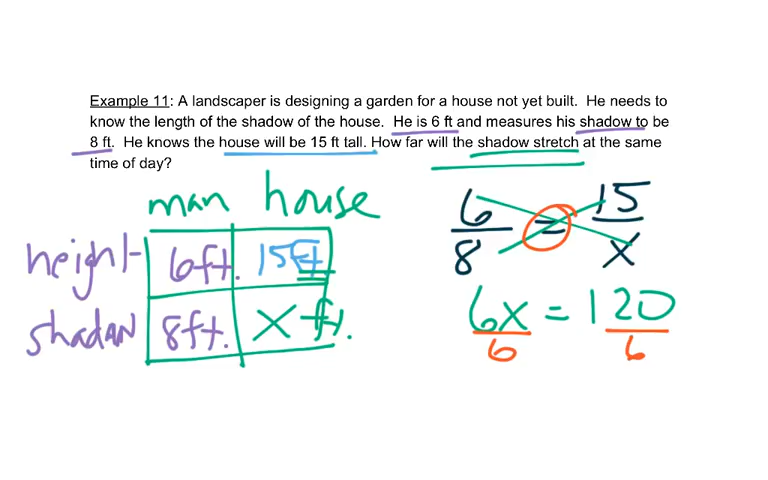 Example 11: A landscaper is designing a garden for a house not yet built. He needs to
know the length of the shadow of the house. He is 6 ft and measures his shadow to be
8 ft. He knows the house will be 15 ft tall. How far will the shadow stretch at the same
time of day?
man house
height 6ft. 15ft
shadow 8ft. x ft.
6/8 = 15/x
6x = 120
6 6